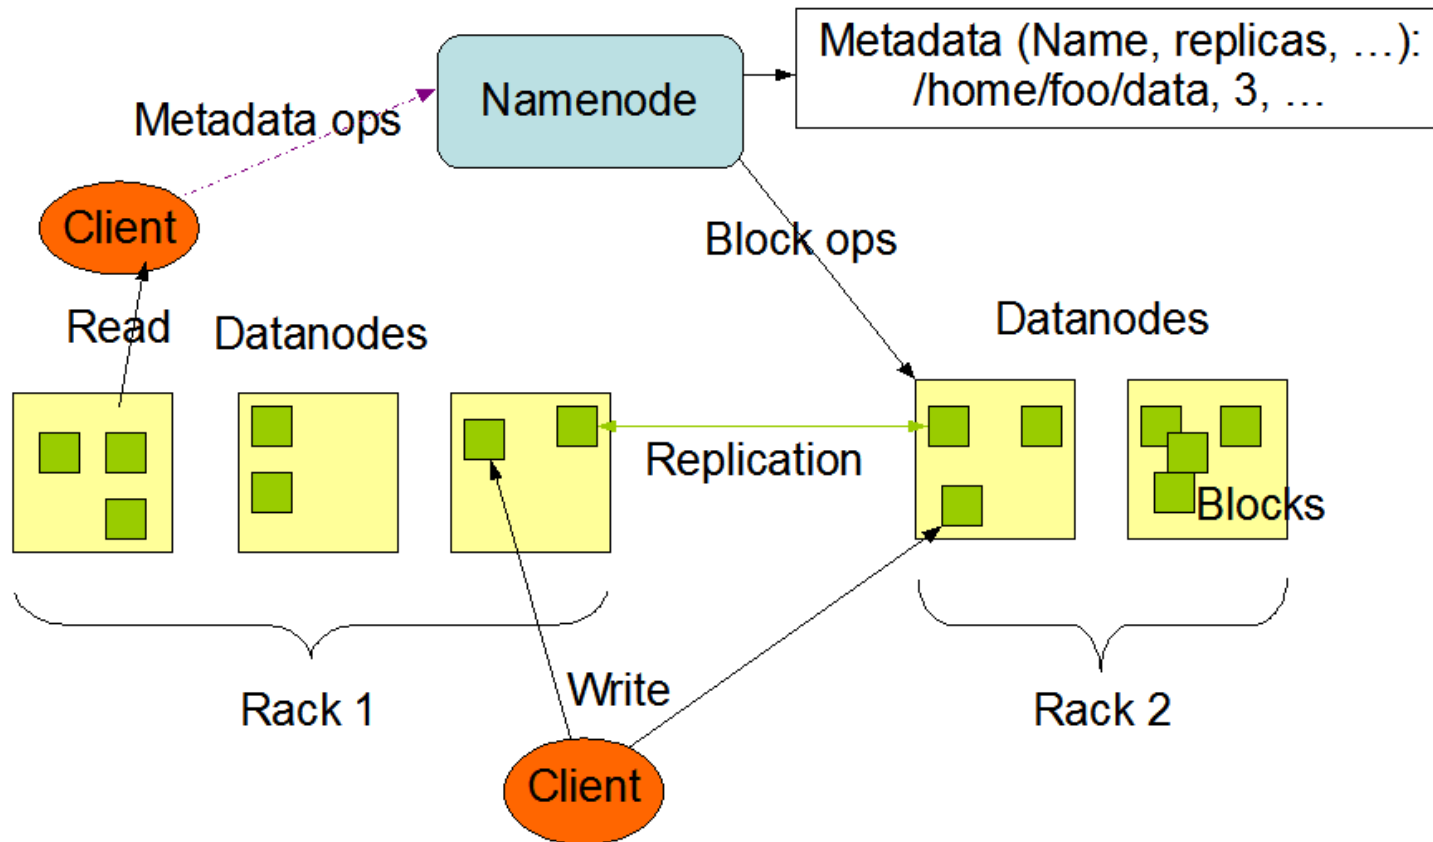 Metadata (Name, replicas, …):
/home/foo/data, 3, …
Namenode
Metadata ops
Client
Block ops
Read
Datanodes
Datanodes
Replication
Blocks
Rack 1
Write
Rack 2
Client